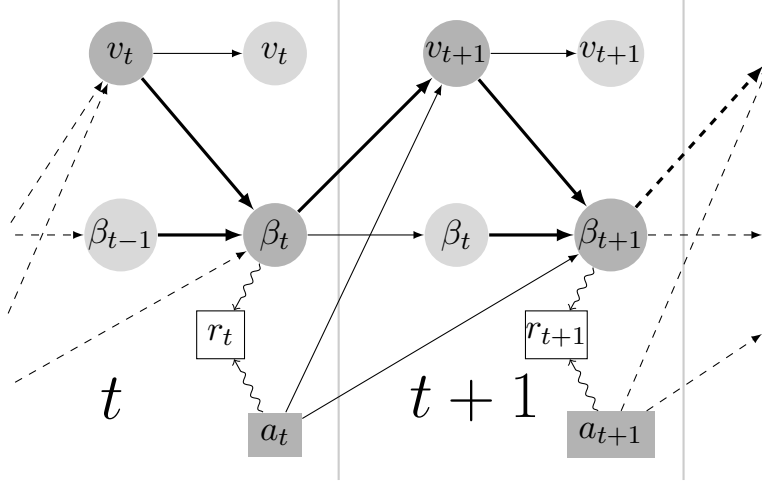 v_t v_t v_{t+1} v_{t+1}
β_{t−1} β_t β_t β_{t+1}
r_t r_{t+1}
t t + 1
a_t a_{t+1}